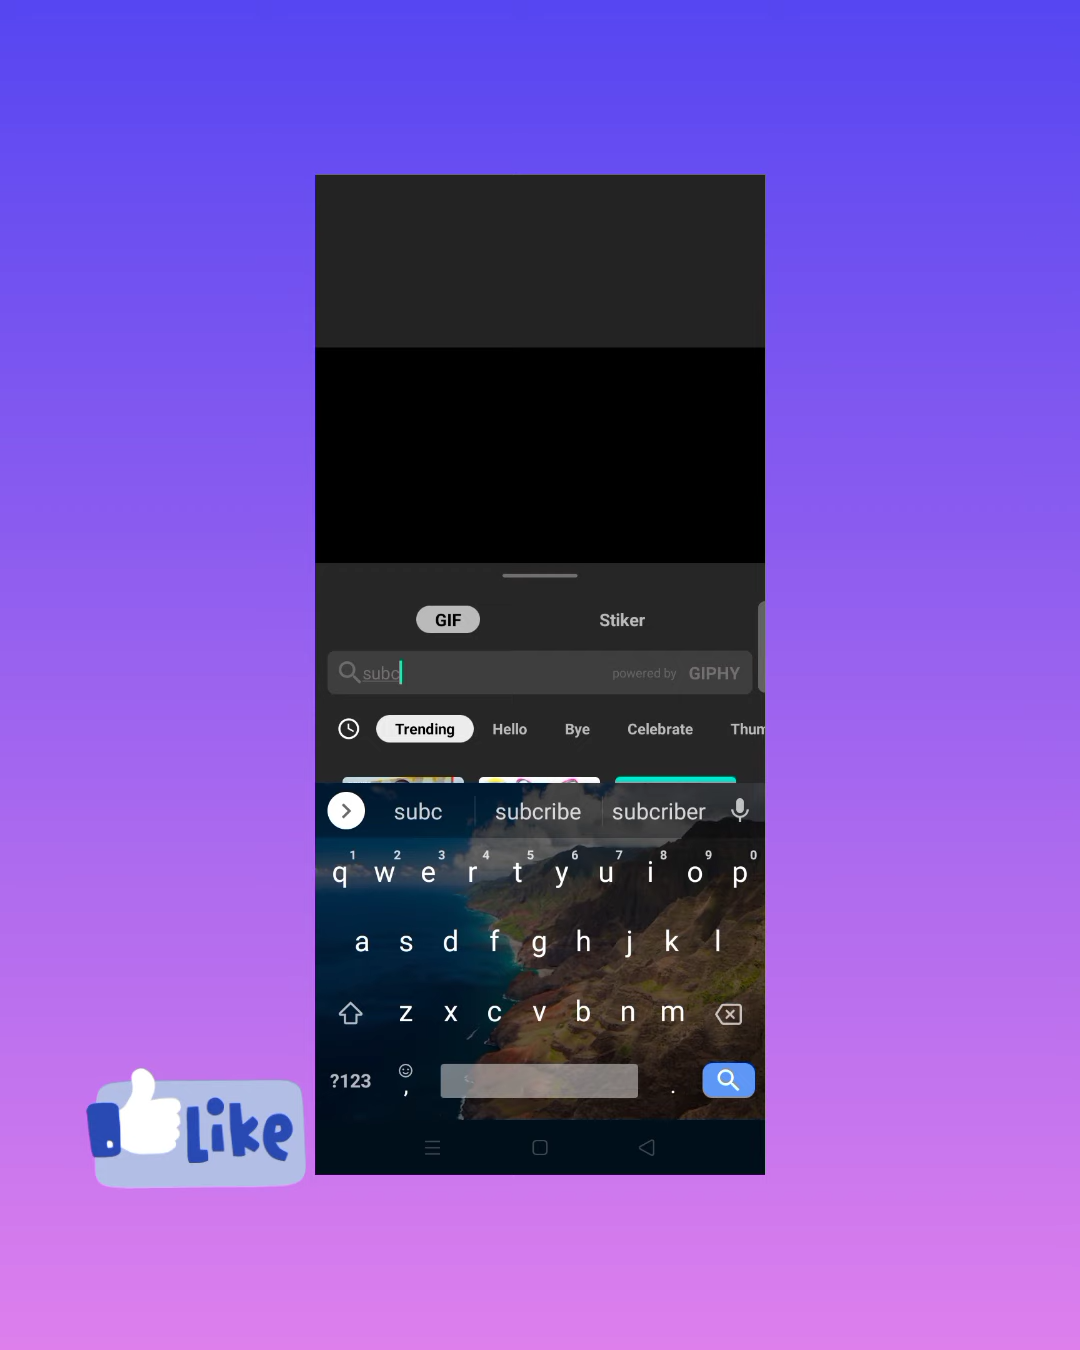 GIF Stiker
subc powered by GIPHY
Trending Hello Bye Celebrate Thum
subc subcribe subcriber
1 2 3 4 5 6 7 8 9 0
q w e r t y u i o p
a s d f g h j k l
z x c v b n m
?123 , .
Like